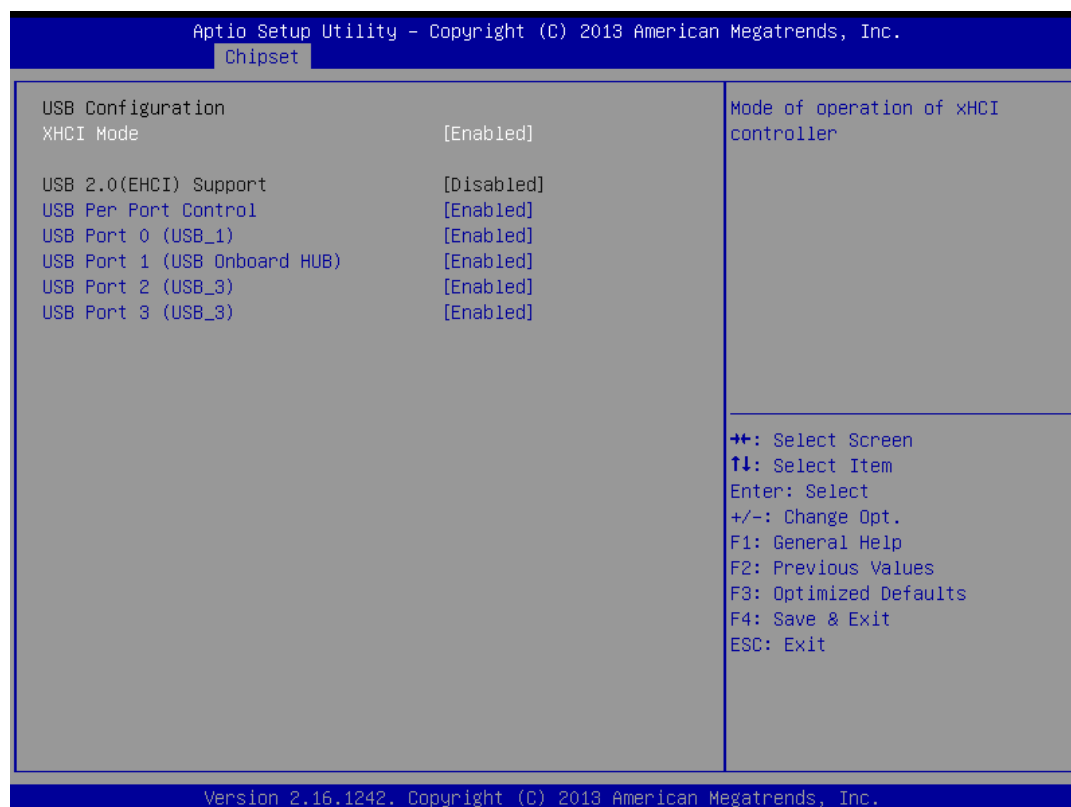 Aptio Setup Utility – Copyright (C) 2013 American Megatrends, Inc.
Chipset
USB Configuration
XHCI Mode [Enabled]
USB 2.0(EHCI) Support [Disabled]
USB Per Port Control [Enabled]
USB Port 0 (USB_1) [Enabled]
USB Port 1 (USB Onboard HUB) [Enabled]
USB Port 2 (USB_3) [Enabled]
USB Port 3 (USB_3) [Enabled]
Mode of operation of xHCI
controller
→←: Select Screen
↑↓: Select Item
Enter: Select
+/-: Change Opt.
F1: General Help
F2: Previous Values
F3: Optimized Defaults
F4: Save & Exit
ESC: Exit
Version 2.16.1242. Copyright (C) 2013 American Megatrends, Inc.